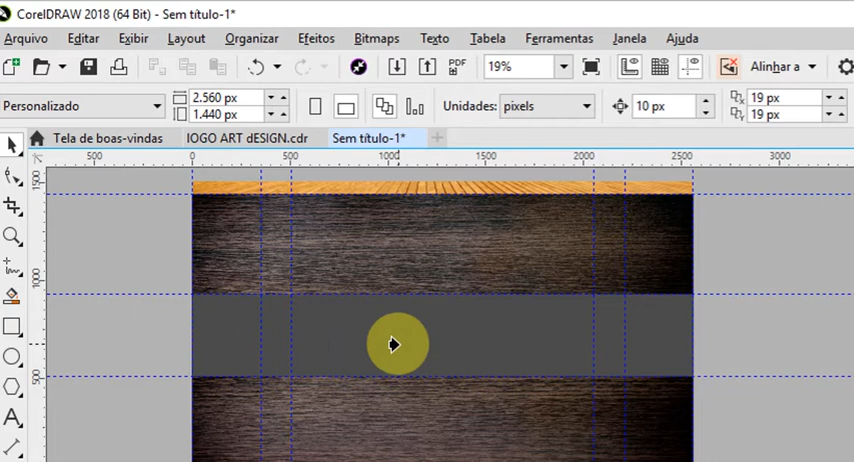 CorelDRAW 2018 (64 Bit) - Sem título-1*
Arquivo Editar Exibir Layout Organizar Efeitos Bitmaps Texto Tabela Ferramentas Janela Ajuda
PDF 19% Alinhar a
Personalizado 2.560 px 1.440 px Unidades: pixels 10 px 19 px 19 px
Tela de boas-vindas lOGO ART dESIGN.cdr Sem título-1*
500 0 500 1000 1500 2000 2500 3000
1500
1000
500